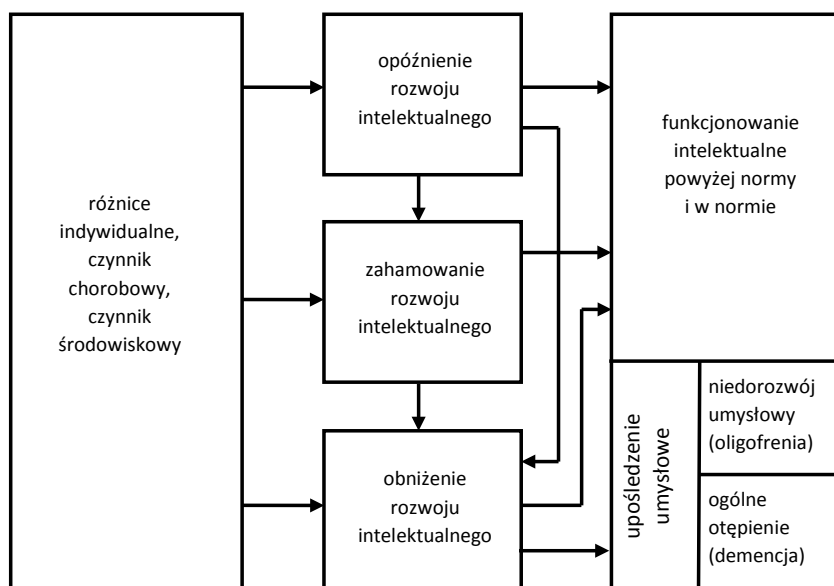 różnice
indywidualne,
czynnik
chorobowy,
czynnik
środowiskowy
opóźnienie
rozwoju
intelektualnego
zahamowanie
rozwoju
intelektualnego
obniżenie
rozwoju
intelektualnego
funkcjonowanie
intelektualne
powyżej normy
i w normie
upośledzenie
umysłowe
niedorozwój
umysłowy
(oligofrenia)
ogólne
otępienie
(demencja)